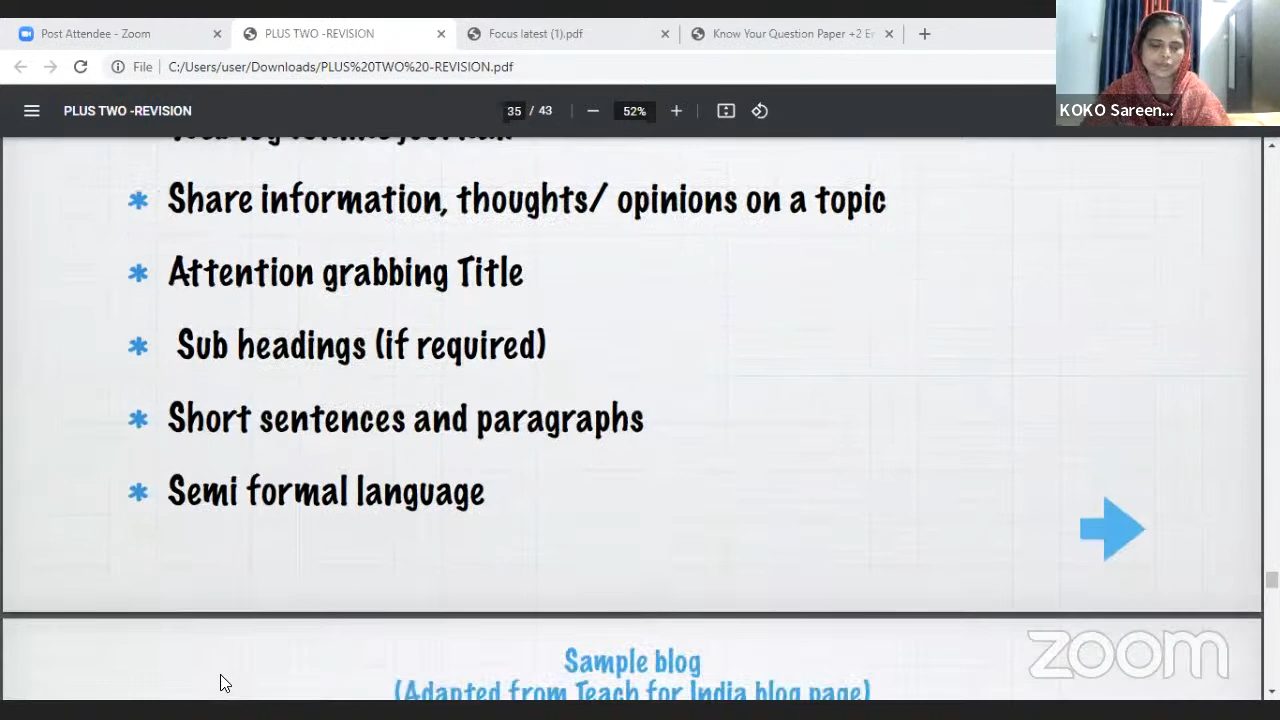 Post Attendee - Zoom
PLUS TWO -REVISION
Focus latest (1).pdf
Know Your Question Paper +2 E
File
C:/Users/user/Downloads/PLUS%20TWO%20-REVISION.pdf
KOKO Sareen...
PLUS TWO -REVISION
35 / 43
52%
Share information, thoughts/ opinions on a topic
Attention grabbing Title
Sub headings (if required)
Short sentences and paragraphs
Semi formal language
zoom
Sample blog
(Adapted from Teach for India blog page)